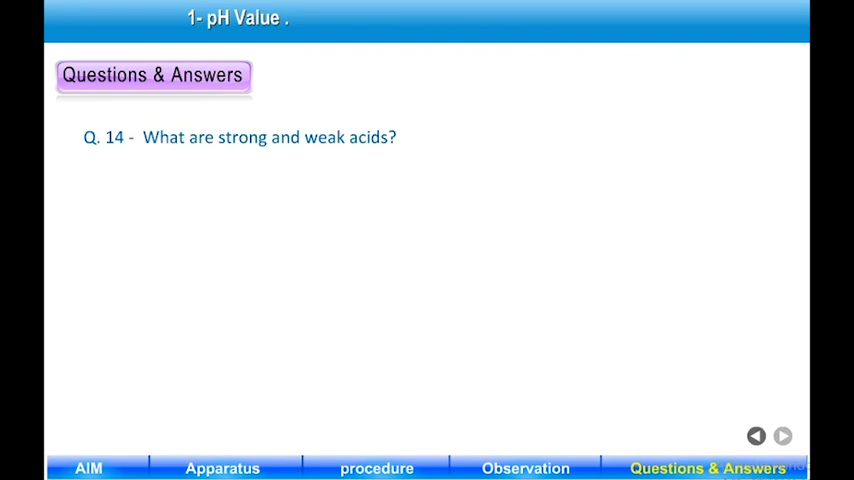 1- pH Value .
Questions & Answers
Q. 14 - What are strong and weak acids?
AIM
Apparatus
procedure
Observation
Questions & Answers